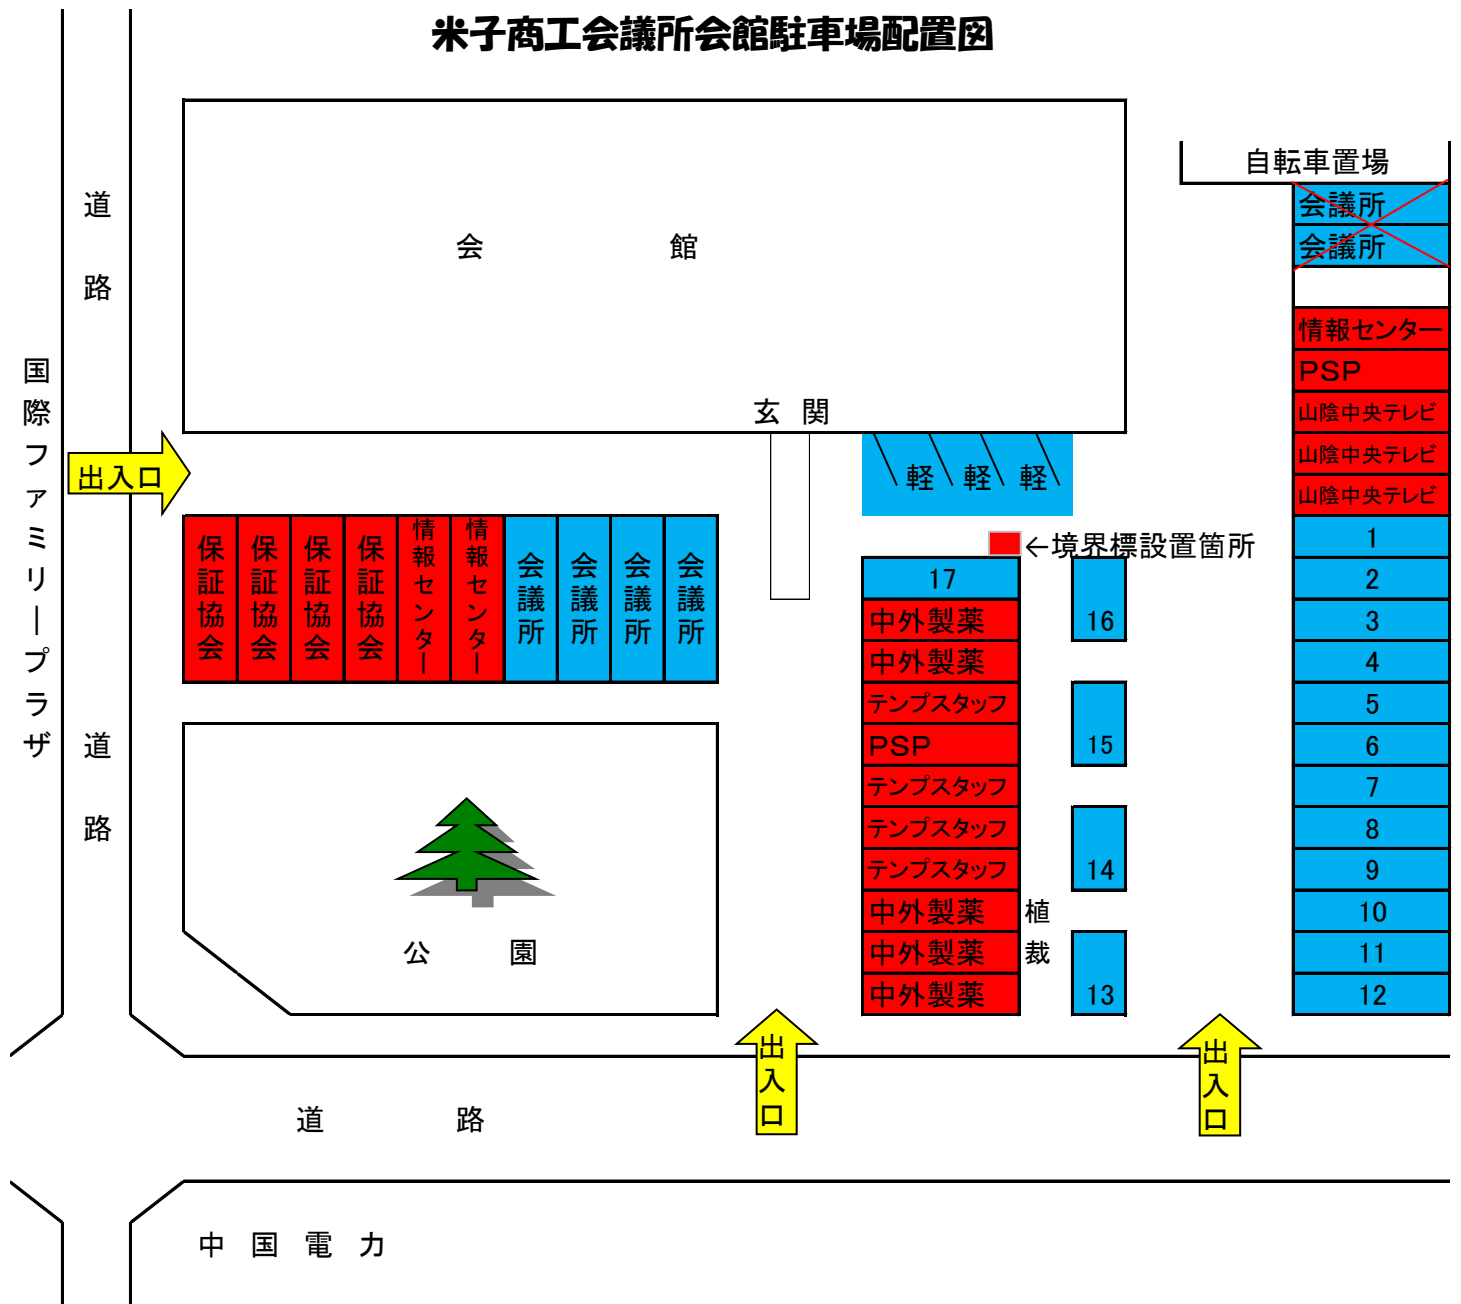 米子商工会議所会館駐車場配置図
自転車置場
会議所
会議所
情報センター
PSP
山陰中央テレビ
山陰中央テレビ
山陰中央テレビ
1
2
3
4
5
6
7
8
9
10
11
12
会館
玄関
軽
軽
軽
←境界標設置箇所
道路
国際ファミリープラザ
出入口
保証協会
保証協会
保証協会
保証協会
情報センター
情報センター
会議所
会議所
会議所
会議所
17
中外製薬
中外製薬
テンプスタッフ
PSP
テンプスタッフ
テンプスタッフ
テンプスタッフ
中外製薬
中外製薬
中外製薬
植裁
16
15
14
13
道路
公園
出入口
出入口
道路
中国電力